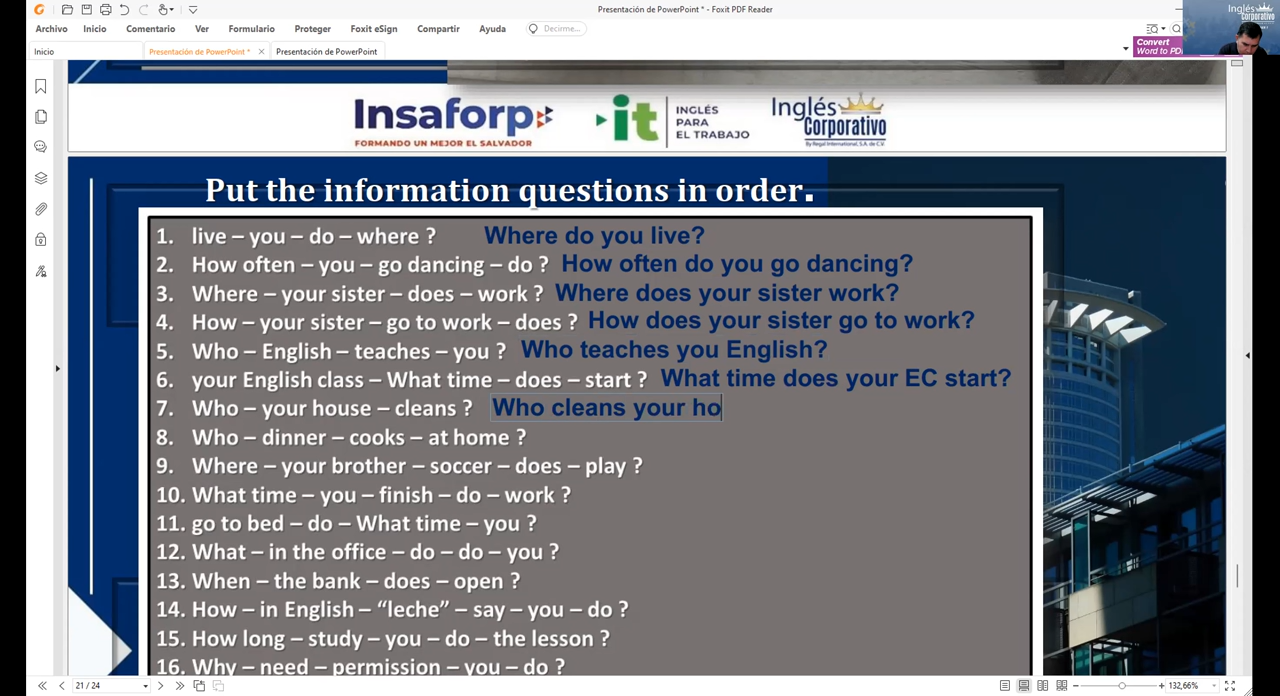 Presentación de PowerPoint * - Foxit PDF Reader
Archivo Inicio Comentario Ver Formulario Proteger Foxit eSign Compartir Ayuda Decirme...
Inicio Presentación de PowerPoint * Presentación de PowerPoint
Convert
Word to PD
Inglés
Corporativo
Insaforp
FORMANDO UN MEJOR EL SALVADOR
it
INGLÉS
PARA
EL TRABAJO
Inglés
Corporativo
By Regal International, S.A. de C.V.
Put the information questions in order.
1. live – you – do – where ? Where do you live?
2. How often – you – go dancing – do ? How often do you go dancing?
3. Where – your sister – does – work ? Where does your sister work?
4. How – your sister – go to work – does ? How does your sister go to work?
5. Who – English – teaches – you ? Who teaches you English?
6. your English class – What time – does – start ? What time does your EC start?
7. Who – your house – cleans ? Who cleans your ho
8. Who – dinner – cooks – at home ?
9. Where – your brother – soccer – does – play ?
10. What time – you – finish – do – work ?
11. go to bed – do – What time – you ?
12. What – in the office – do – do – you ?
13. When – the bank – does – open ?
14. How – in English – “leche” – say – you – do ?
15. How long – study – you – do – the lesson ?
16. Why – need – permission – you – do ?
21 / 24
132,66%